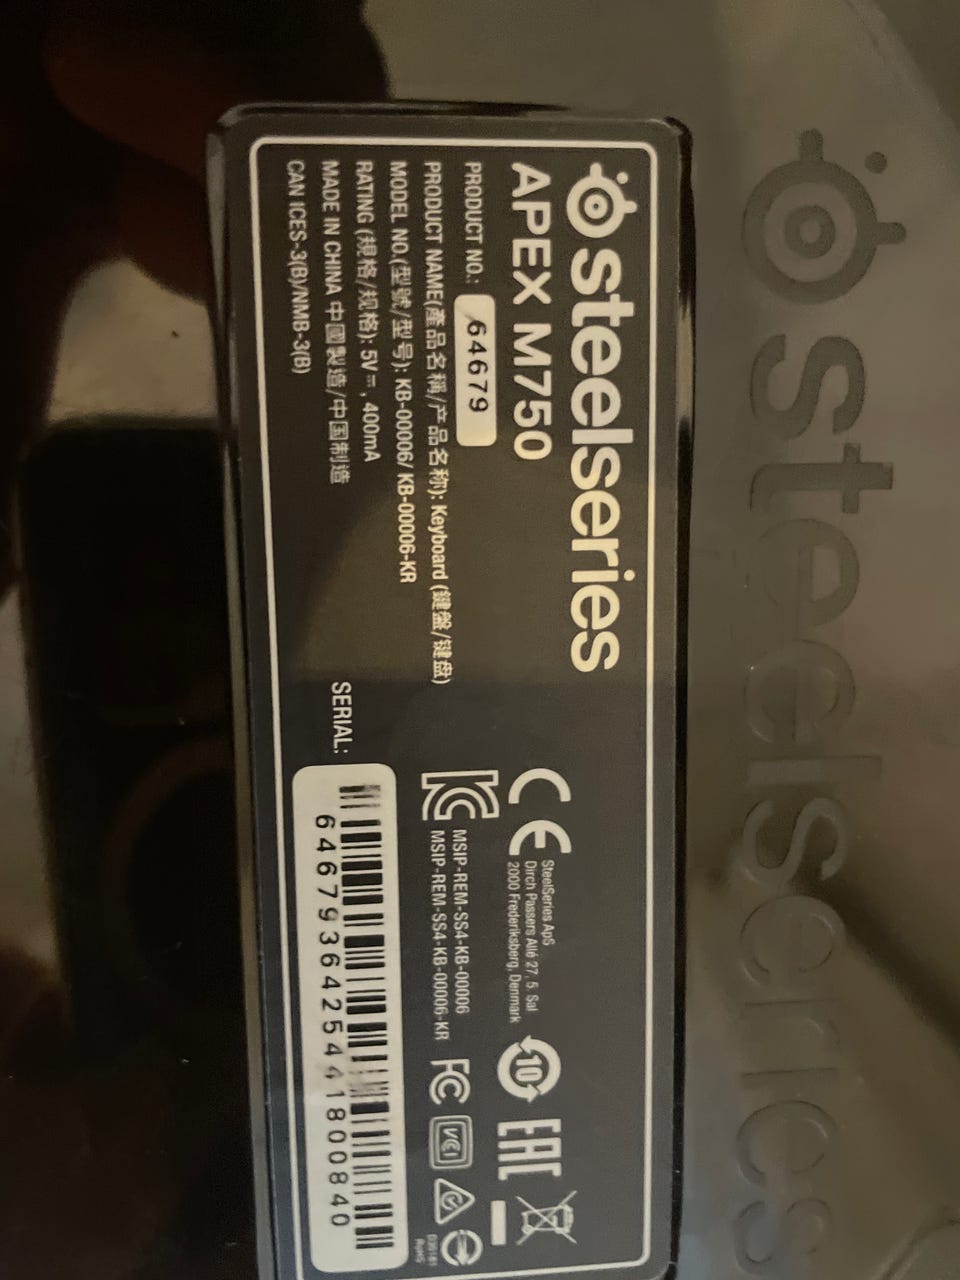 steelseries
APEX M750
PRODUCT NO.: 64679
PRODUCT NAME(產品名稱/产品名称): Keyboard (鍵盤/键盘)
MODEL NO.(型號/型号): KB-00006/ KB-00006-KR
RATING (規格/规格): 5V⎓, 400mA
MADE IN CHINA 中國製造/中国制造
CAN ICES-3(B)/NMB-3(B)
SERIAL:
6467936425441800840
CE
SteelSeries ApS
Dirch Passers Allé 27, 5. Sal
2000 Frederiksberg, Denmark
10
EAC
MSIP-REM-SS4-KB-00006
MSIP-REM-SS4-KB-00006-KR
FC
VCI
RoHS
steelseries